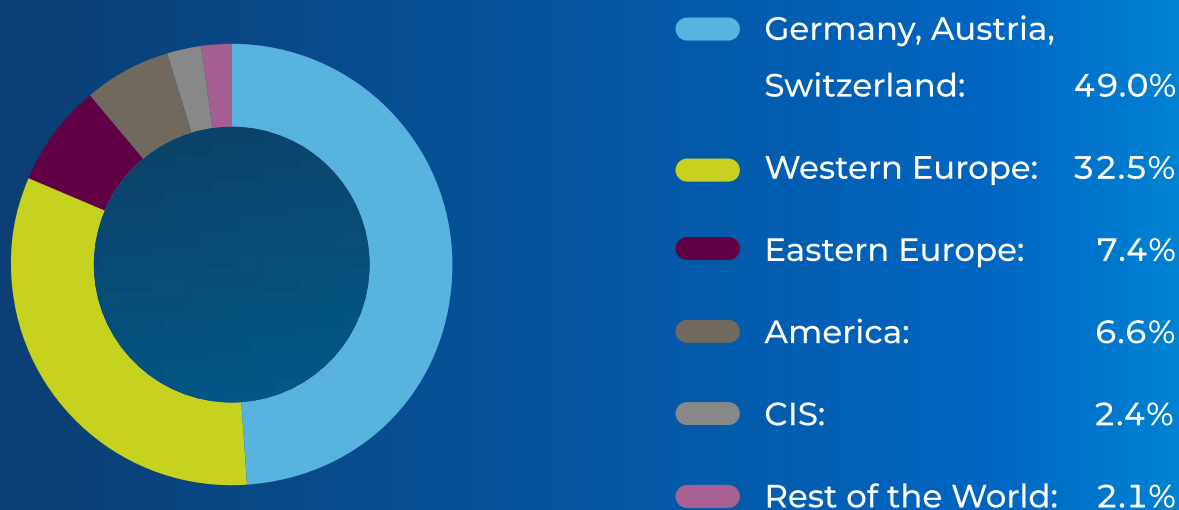 Germany, Austria,
Switzerland: 49.0%
Western Europe: 32.5%
Eastern Europe: 7.4%
America: 6.6%
CIS: 2.4%
Rest of the World: 2.1%